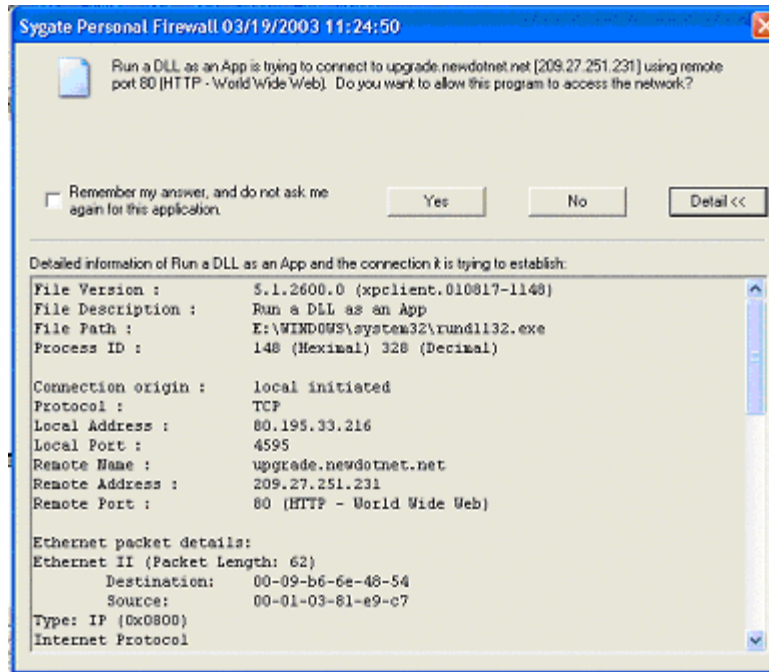 Sygate Personal Firewall 03/19/2003 11:24:50
Run a DLL as an App is trying to connect to upgrade.newdotnet.net [209.27.251.231] using remote
port 80 (HTTP - World Wide Web). Do you want to allow this program to access the network?
Remember my answer, and do not ask me
again for this application.
Yes
No
Detail <<
Detailed information of Run a DLL as an App and the connection it is trying to establish:
File Version : 5.1.2600.0 (xpclient.010817-1148)
File Description : Run a DLL as an App
File Path : E:\WINDOWS\system32\rundll32.exe
Process ID : 148 (Heximal) 328 (Decimal)
Connection origin : local initiated
Protocol : TCP
Local Address : 80.195.33.216
Local Port : 4595
Remote Name : upgrade.newdotnet.net
Remote Address : 209.27.251.231
Remote Port : 80 (HTTP - World Wide Web)
Ethernet packet details:
Ethernet II (Packet Length: 62)
Destination: 00-09-b6-6e-48-54
Source: 00-01-03-81-e9-c7
Type: IP (0x0800)
Internet Protocol